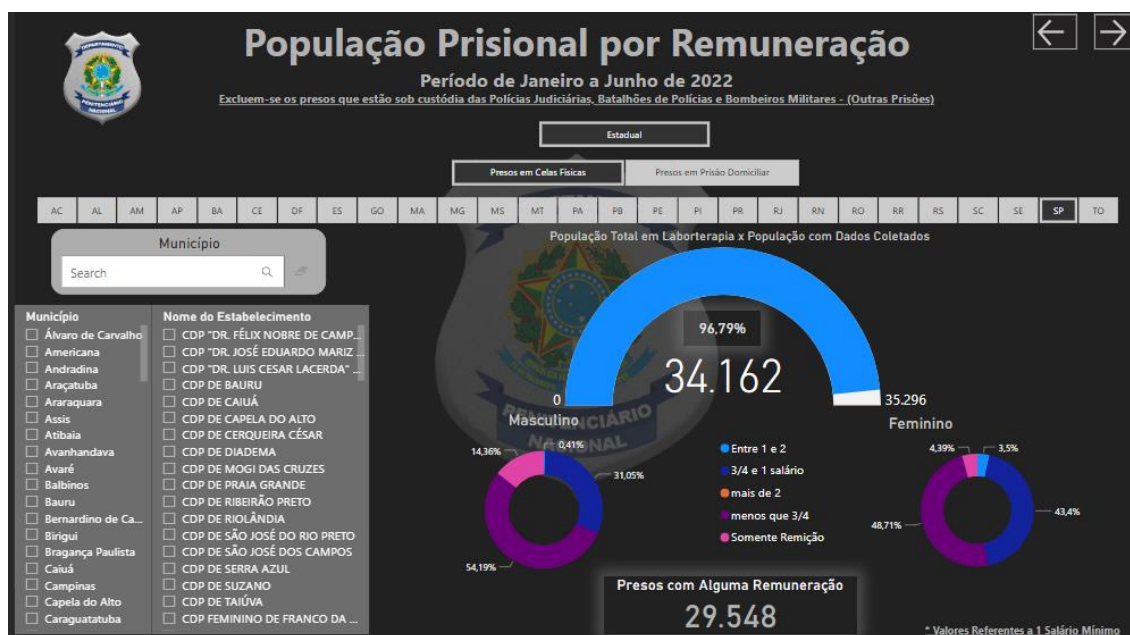 População Prisional por Remuneração
Período de Janeiro a Junho de 2022
Excluem-se os presos que estão sob custódia das Polícias Judiciárias, Batalhões de Polícias e Bombeiros Militares - (Outras Prisões)
DEPARTAMENTO
PENITENCIÁRIO
NACIONAL
Estadual
Presos em Celas Físicas
Presos em Prisão Domiciliar
AC AL AM AP BA CE DF ES GO MA MG MS MT PA PB PE PI PR RJ RN RO RR RS SC SE SP TO
Município
Search
Município
Álvaro de Carvalho
Americana
Andradina
Araçatuba
Araraquara
Assis
Atibaia
Avanhandava
Avaré
Balbinos
Bauru
Bernardino de Ca...
Birigui
Bragança Paulista
Caiuá
Campinas
Capela do Alto
Caraguatatuba
Nome do Estabelecimento
CDP "DR. FÉLIX NOBRE DE CAMP...
CDP "DR. JOSÉ EDUARDO MARIZ ...
CDP "DR. LUIS CESAR LACERDA" ...
CDP DE BAURU
CDP DE CAIUÁ
CDP DE CAPELA DO ALTO
CDP DE CERQUEIRA CÉSAR
CDP DE DIADEMA
CDP DE MOGI DAS CRUZES
CDP DE PRAIA GRANDE
CDP DE RIBEIRÃO PRETO
CDP DE RIOLÂNDIA
CDP DE SÃO JOSÉ DO RIO PRETO
CDP DE SÃO JOSÉ DOS CAMPOS
CDP DE SERRA AZUL
CDP DE SUZANO
CDP DE TAIÚVA
CDP FEMININO DE FRANCO DA ...
População Total em Laborterapia x População com Dados Coletados
96,79%
34.162
0
35.296
PENITENCIÁRIO
NACIONAL
Masculino
14,36%
0,41%
31,05%
54,19%
Entre 1 e 2
3/4 e 1 salário
mais de 2
menos que 3/4
Somente Remição
Feminino
4,39%
3,5%
43,4%
48,71%
Presos com Alguma Remuneração
29.548
* Valores Referentes a 1 Salário Mínimo